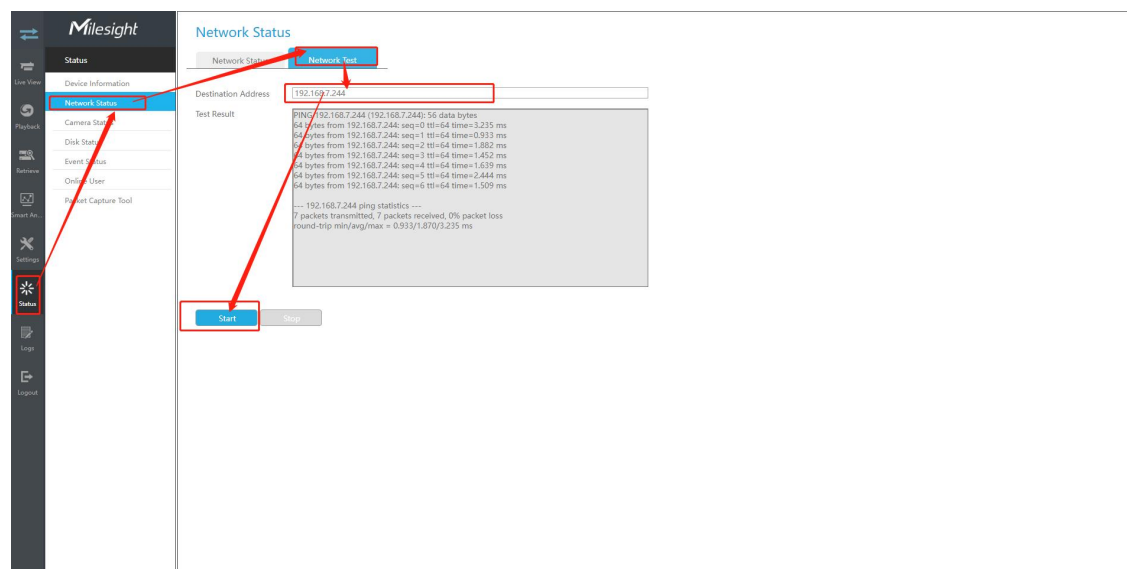 Milesight
Live View
Playback
Retrieve
Smart An...
Settings
Status
Logs
Logout
Status
Device Information
Network Status
Camera Status
Disk Status
Event Status
Online User
Packet Capture Tool
Network Status
Network Status
Network Test
Destination Address
192.168.7.244
Test Result
PING 192.168.7.244 (192.168.7.244): 56 data bytes
64 bytes from 192.168.7.244: seq=0 ttl=64 time=3.235 ms
64 bytes from 192.168.7.244: seq=1 ttl=64 time=0.933 ms
64 bytes from 192.168.7.244: seq=2 ttl=64 time=1.882 ms
64 bytes from 192.168.7.244: seq=3 ttl=64 time=1.452 ms
64 bytes from 192.168.7.244: seq=4 ttl=64 time=1.639 ms
64 bytes from 192.168.7.244: seq=5 ttl=64 time=2.444 ms
64 bytes from 192.168.7.244: seq=6 ttl=64 time=1.509 ms
--- 192.168.7.244 ping statistics ---
7 packets transmitted, 7 packets received, 0% packet loss
round-trip min/avg/max = 0.933/1.870/3.235 ms
Start
Stop